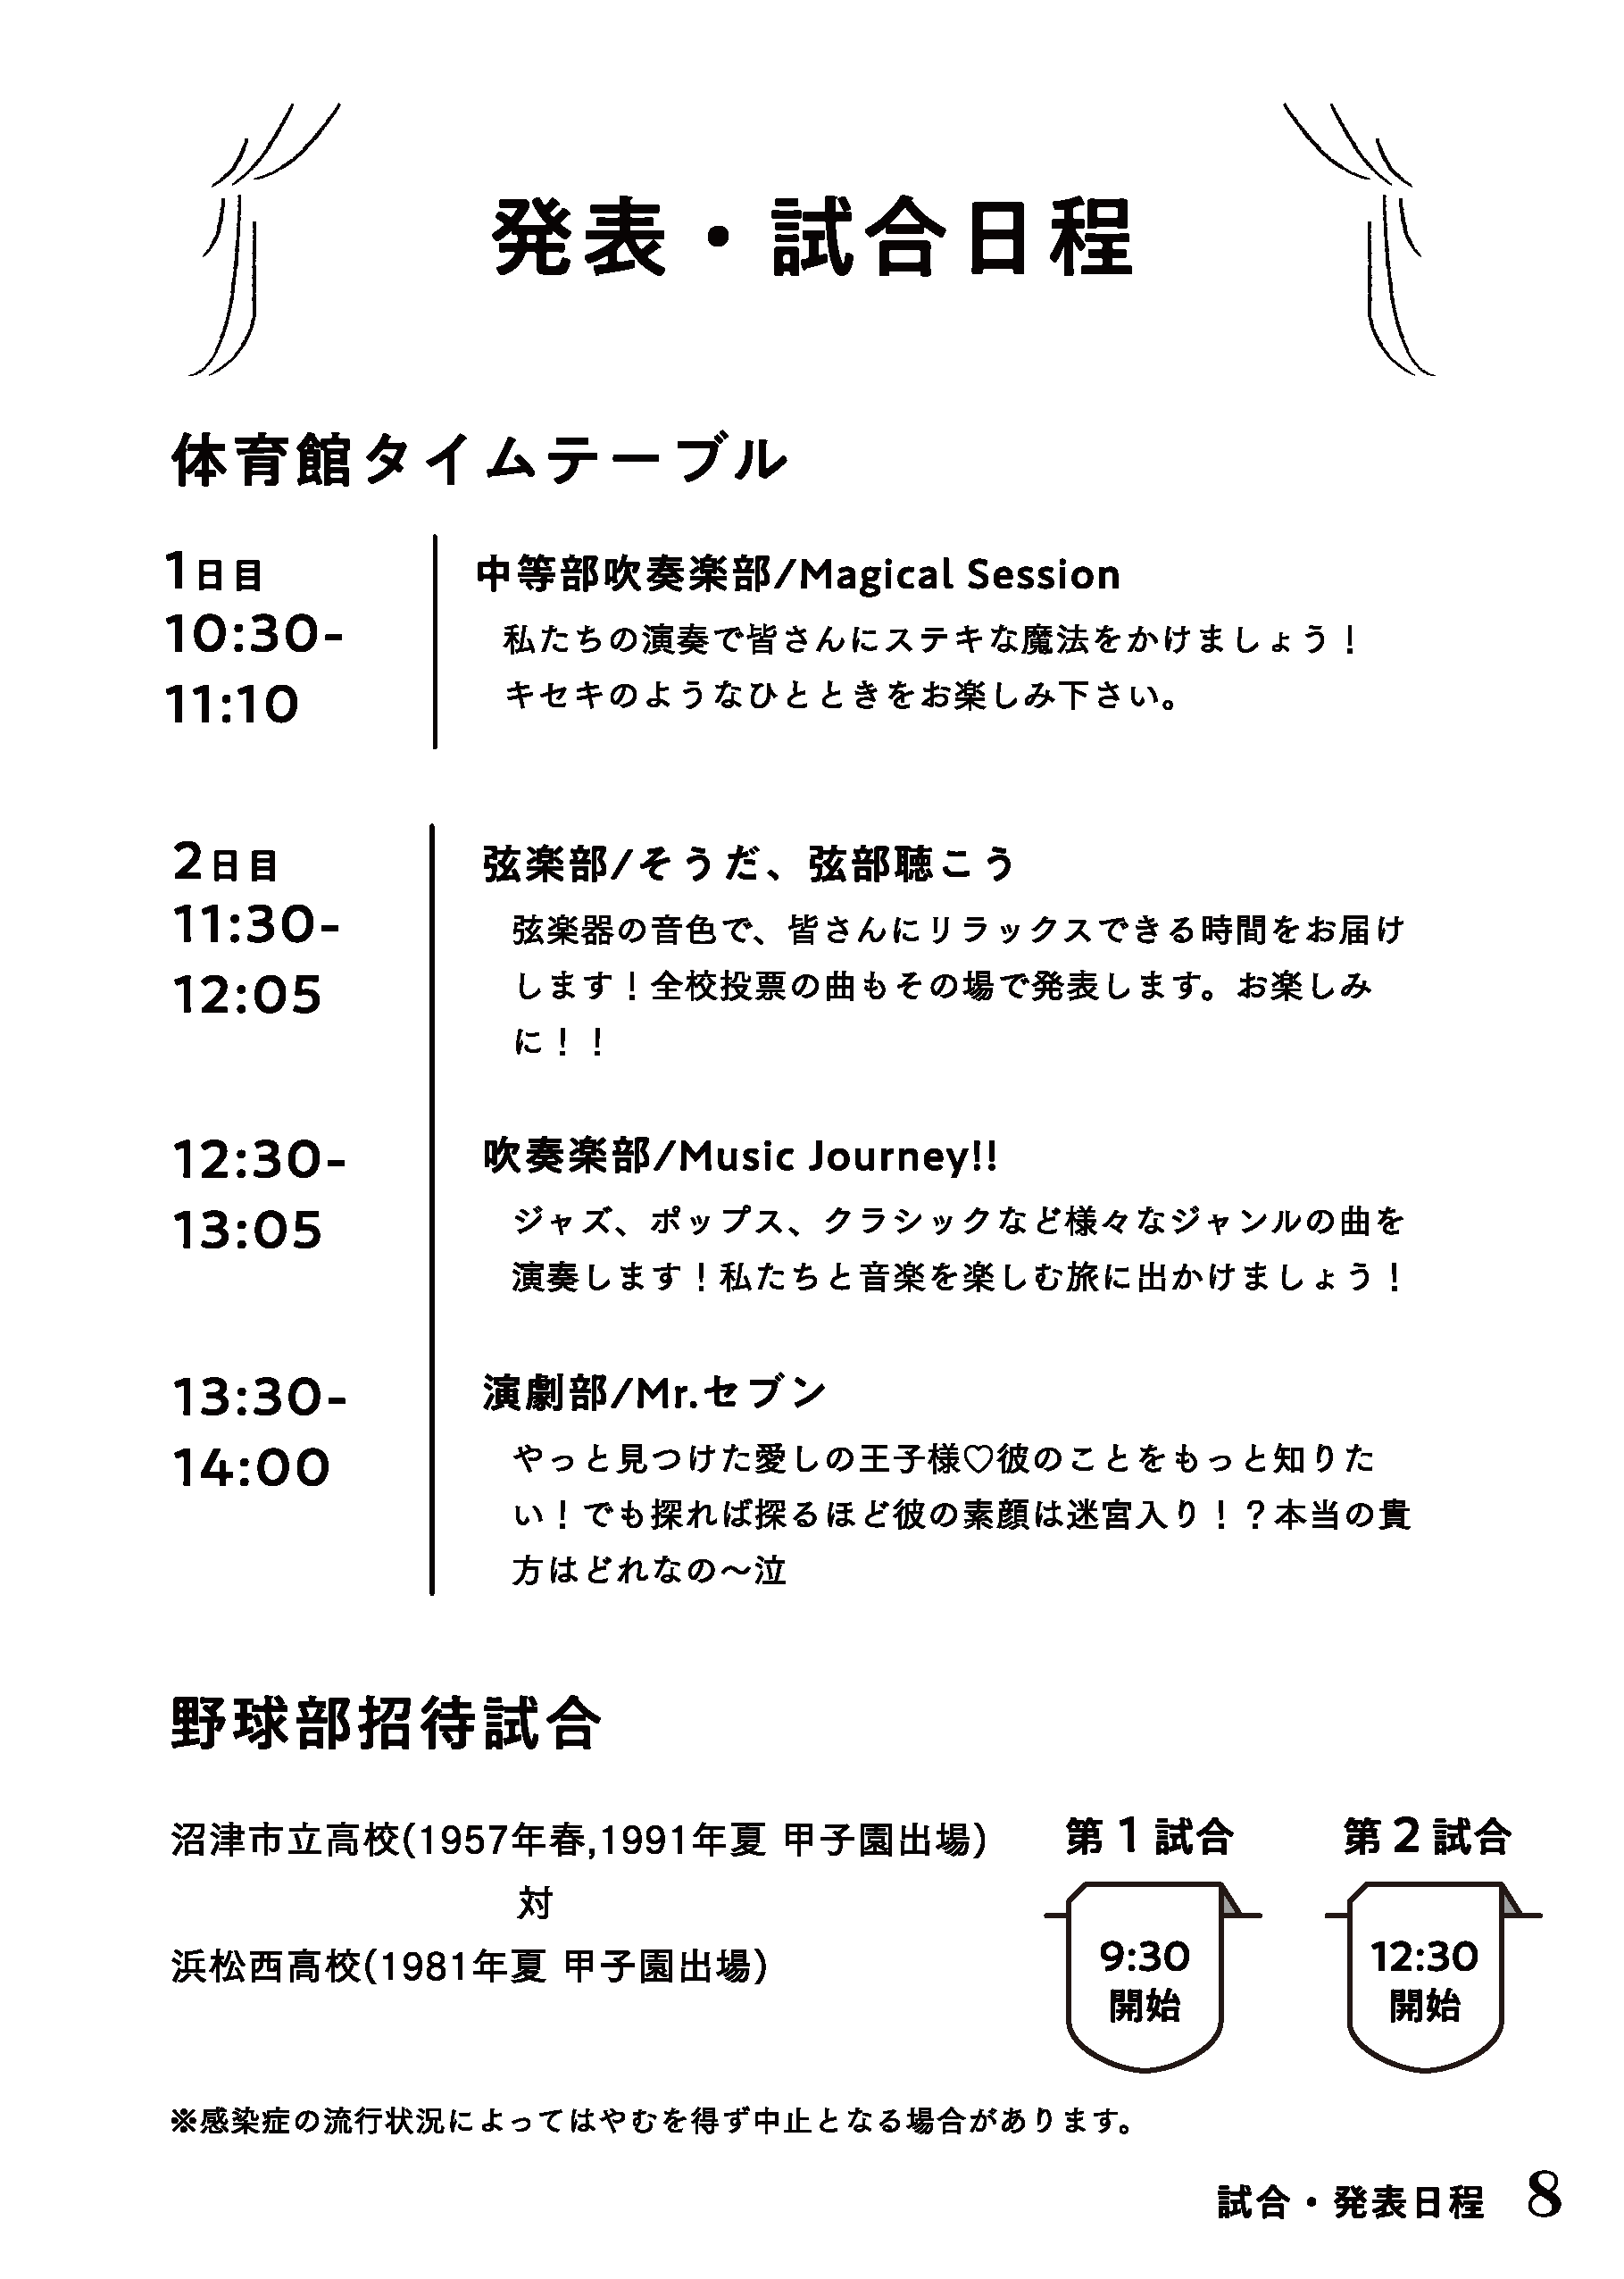 発表・試合日程
体育館タイムテーブル
1日目
10:30-
11:10
中等部吹奏楽部/Magical Session
私たちの演奏で皆さんにステキな魔法をかけましょう！
キセキのようなひとときをお楽しみ下さい。
2日目
11:30-
12:05
弦楽部/そうだ、弦部聴こう
弦楽器の音色で、皆さんにリラックスできる時間をお届け
します！全校投票の曲もその場で発表します。お楽しみ
に！！
12:30-
13:05
吹奏楽部/Music Journey!!
ジャズ、ポップス、クラシックなど様々なジャンルの曲を
演奏します！私たちと音楽を楽しむ旅に出かけましょう！
13:30-
14:00
演劇部/Mr.セブン
やっと見つけた愛しの王子様♡彼のことをもっと知りた
い！でも探れば探るほど彼の素顔は迷宮入り！？本当の貴
方はどれなの〜泣
野球部招待試合
沼津市立高校(1957年春,1991年夏 甲子園出場)
対
浜松西高校(1981年夏 甲子園出場)
第1試合
9:30
開始
第2試合
12:30
開始
※感染症の流行状況によってはやむを得ず中止となる場合があります。
試合・発表日程 8